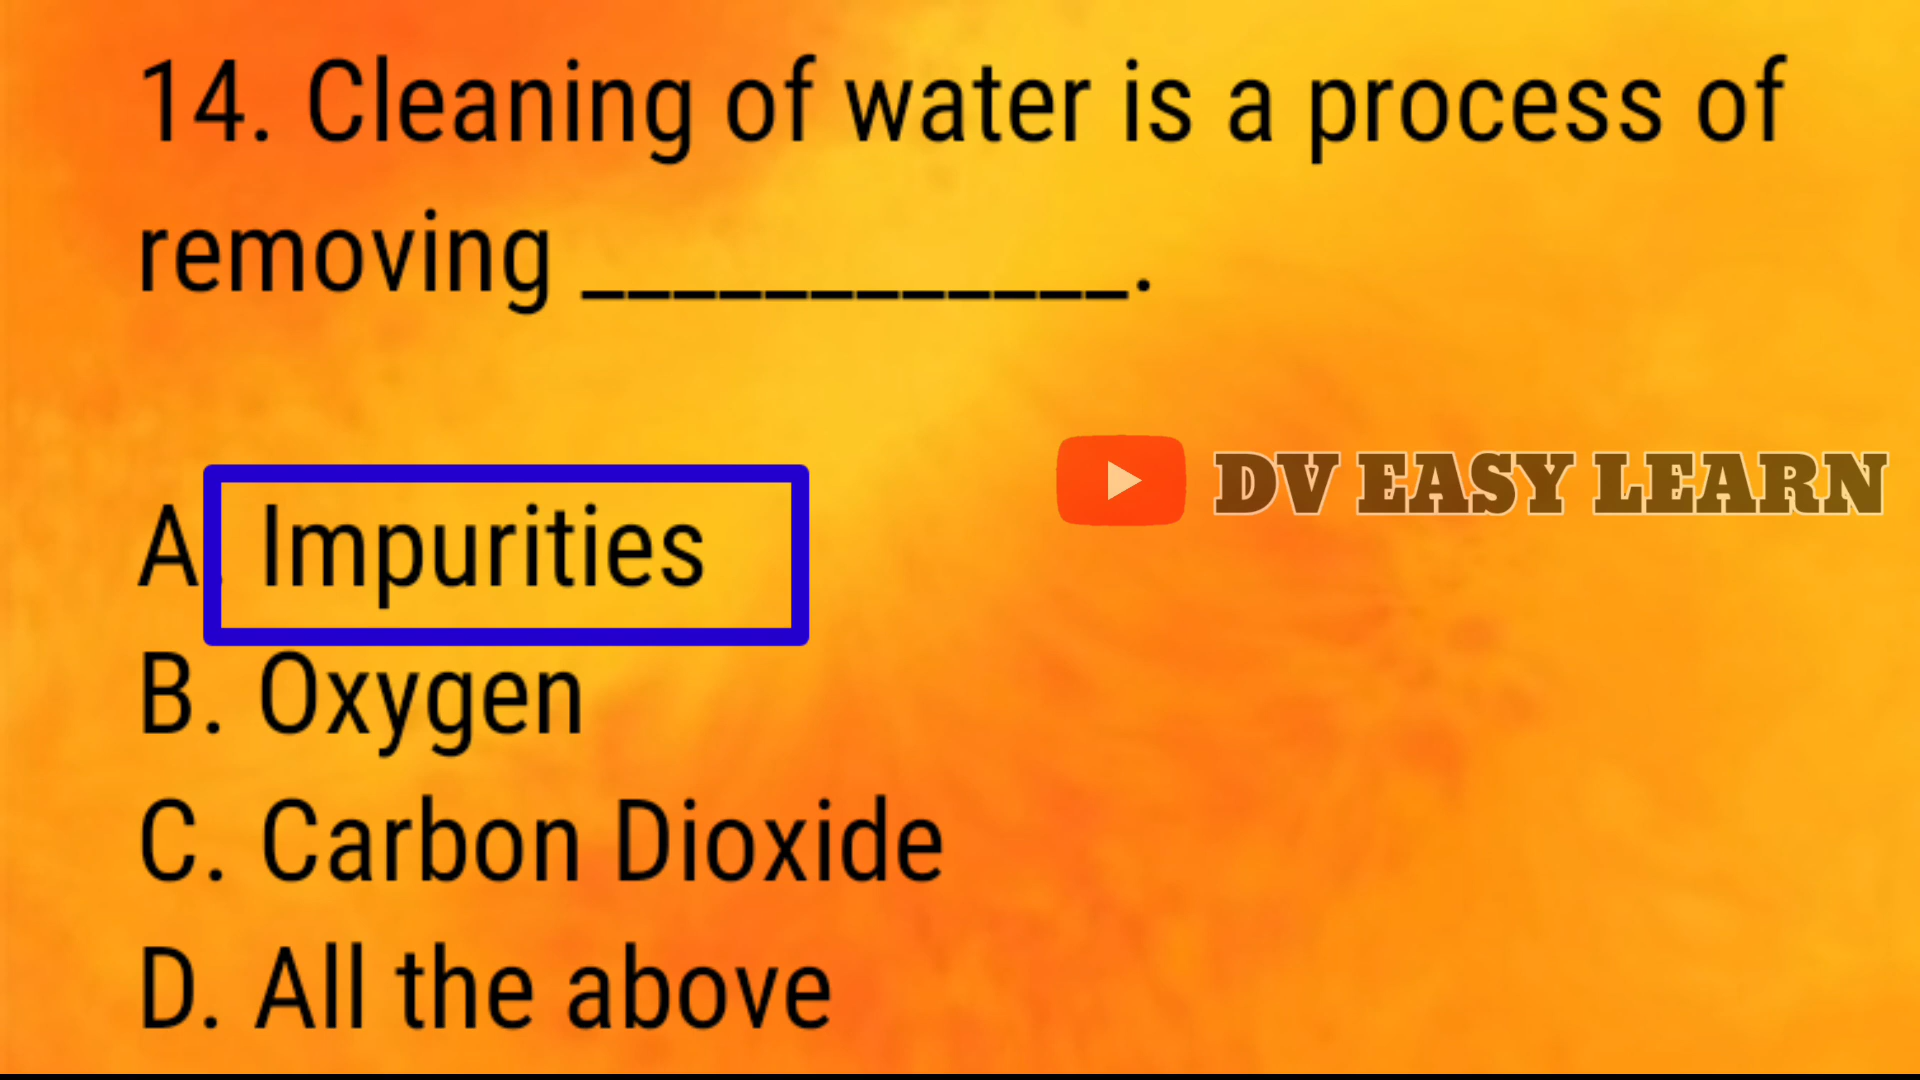 14. Cleaning of water is a process of
removing ____________.
A. Impurities
DV EASY LEARN
B. Oxygen
C. Carbon Dioxide
D. All the above